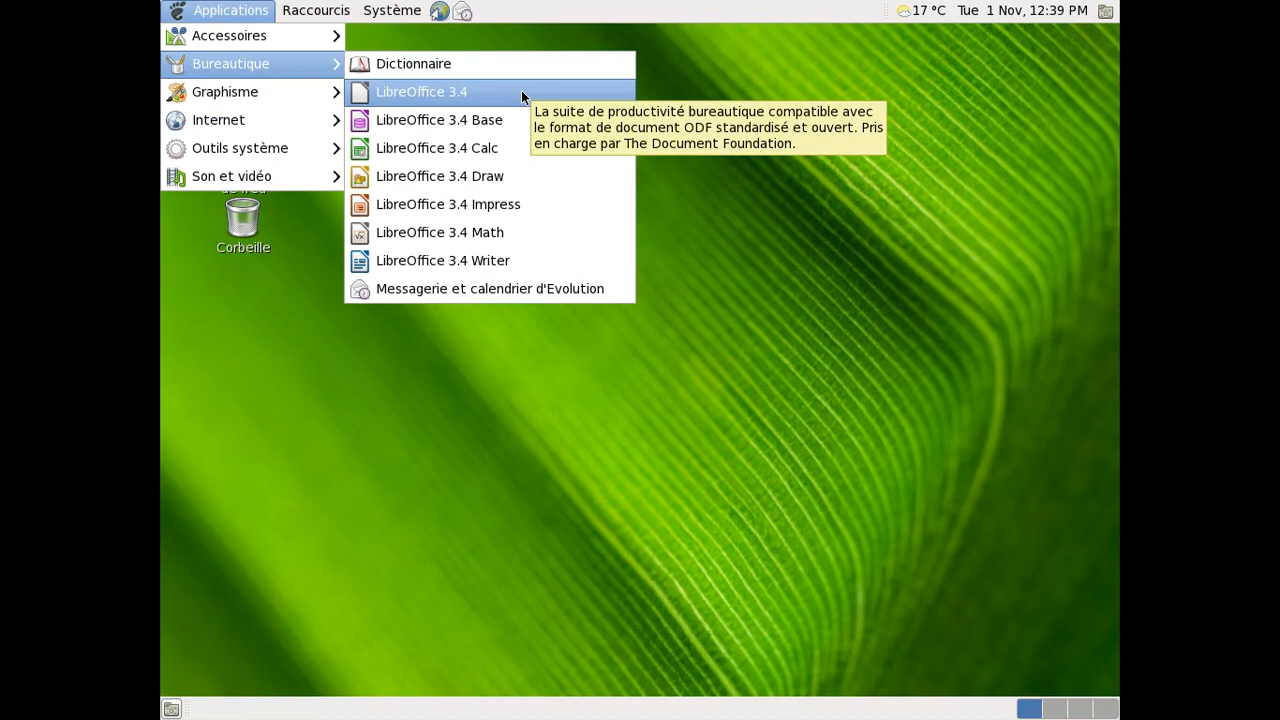 Applications Raccourcis Système 17 °C Tue 1 Nov, 12:39 PM
Accessoires
Bureautique
Graphisme
Internet
Outils système
Son et vidéo
Dictionnaire
LibreOffice 3.4
LibreOffice 3.4 Base
LibreOffice 3.4 Calc
LibreOffice 3.4 Draw
LibreOffice 3.4 Impress
LibreOffice 3.4 Math
LibreOffice 3.4 Writer
Messagerie et calendrier d'Evolution
La suite de productivité bureautique compatible avec
le format de document ODF standardisé et ouvert. Pris
en charge par The Document Foundation.
Corbeille